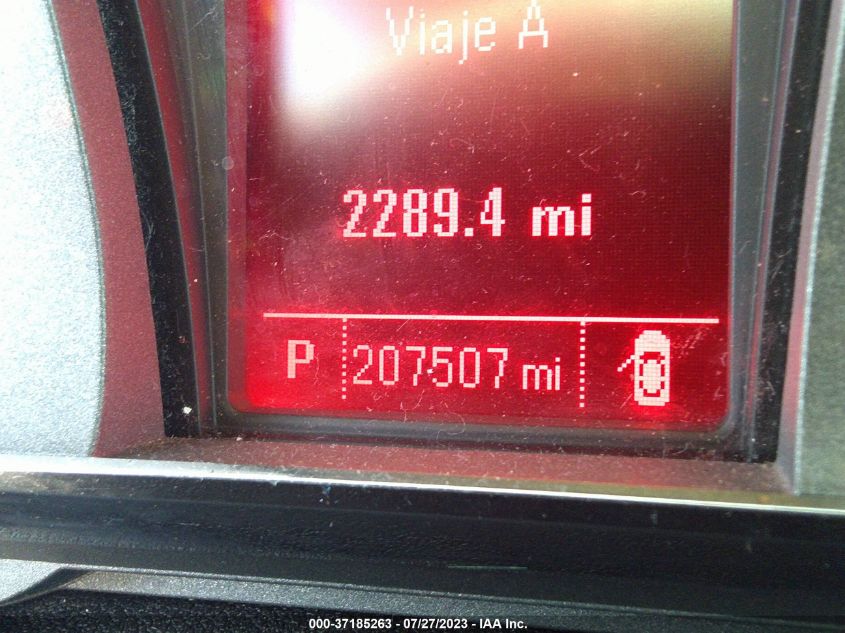 Viaje A
2289.4 mi
P 207507 mi
000-37185263 - 07/27/2023 - IAA Inc.